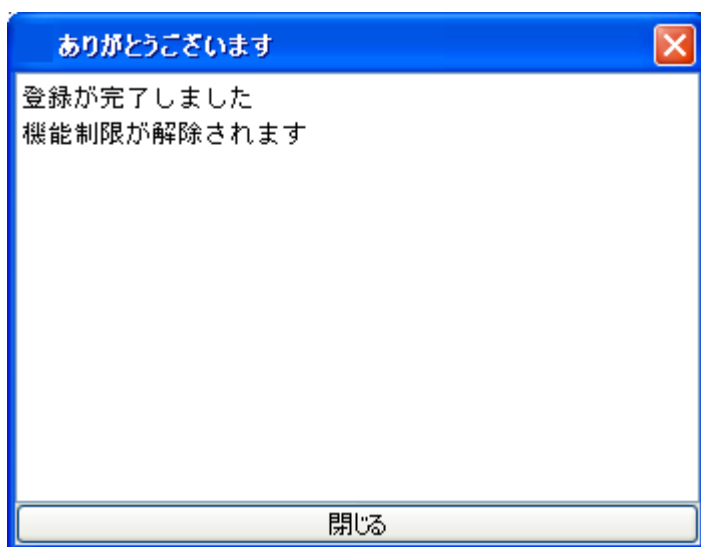 ありがとうございます
登録が完了しました
機能制限が解除されます
閉じる